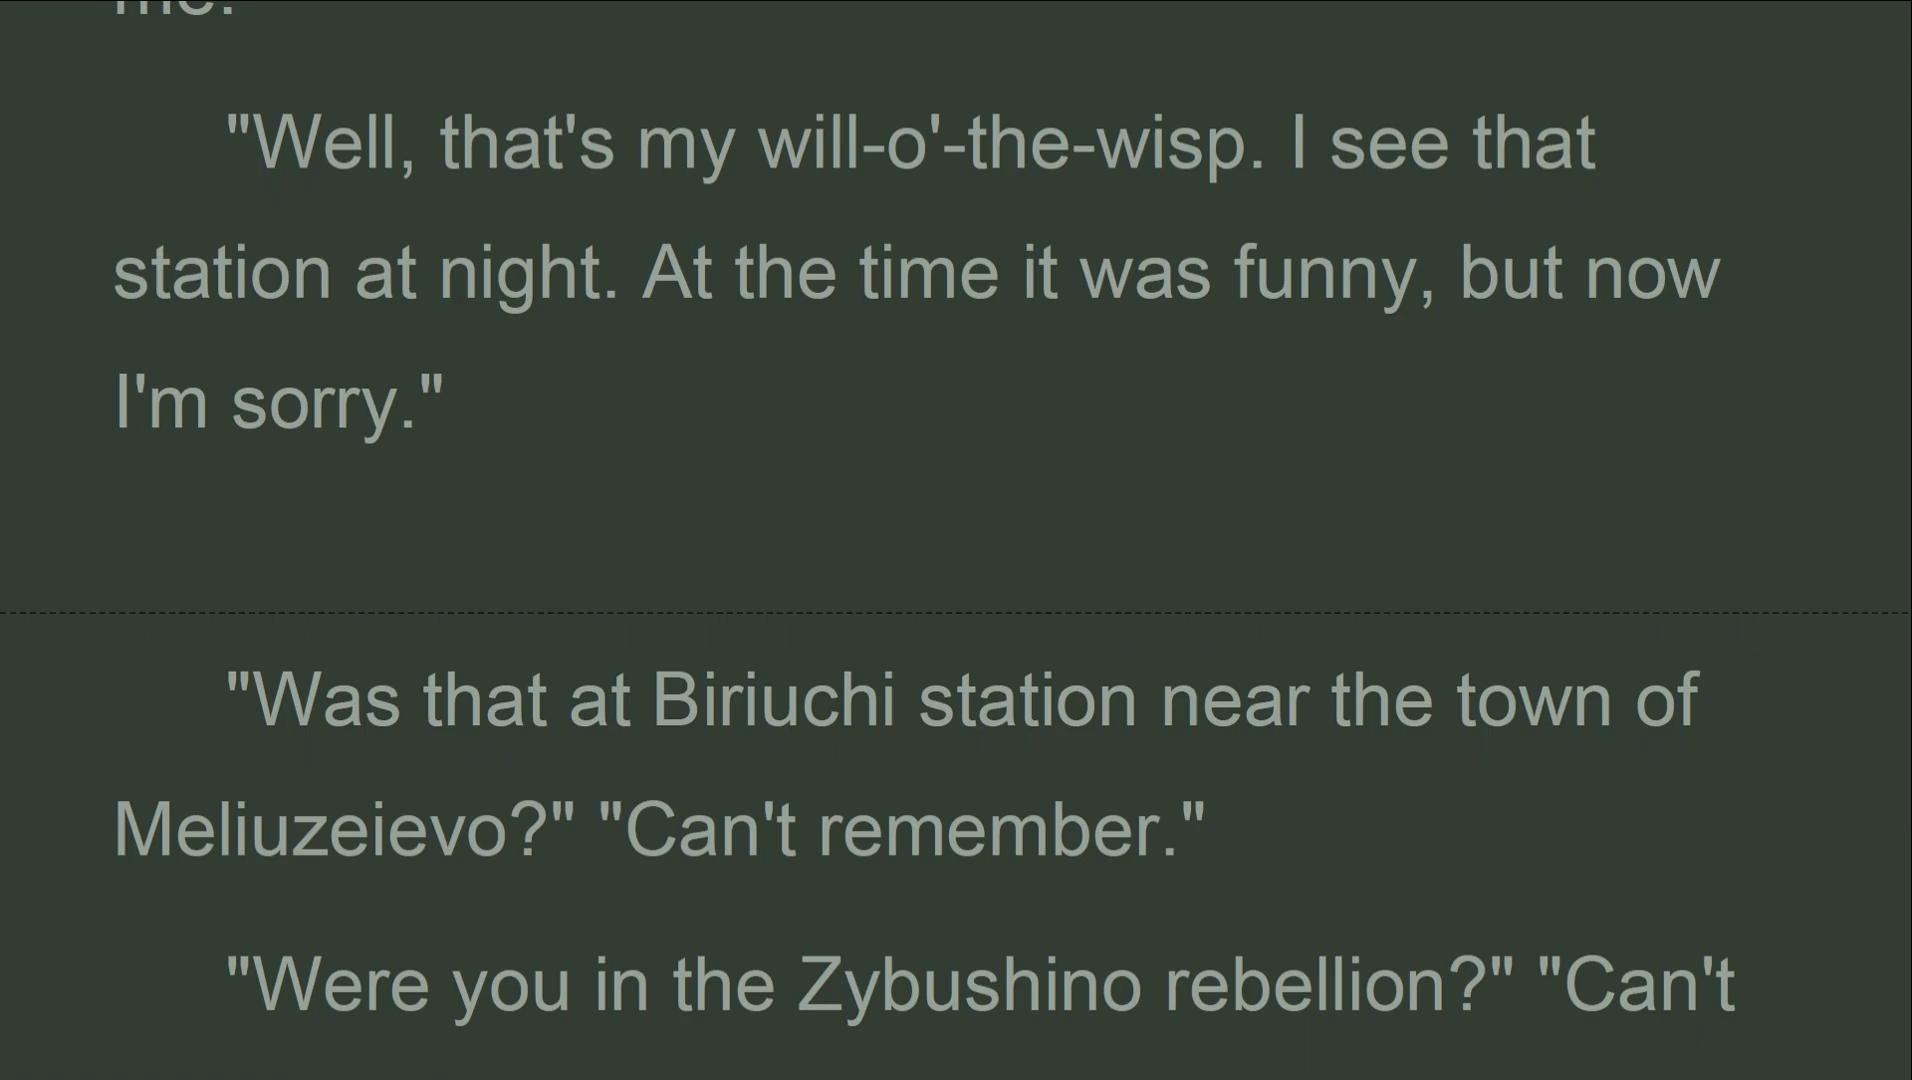 me.
"Well, that's my will-o'-the-wisp. I see that
station at night. At the time it was funny, but now
I'm sorry."
"Was that at Biriuchi station near the town of
Meliuzeievo?" "Can't remember."
"Were you in the Zybushino rebellion?" "Can't